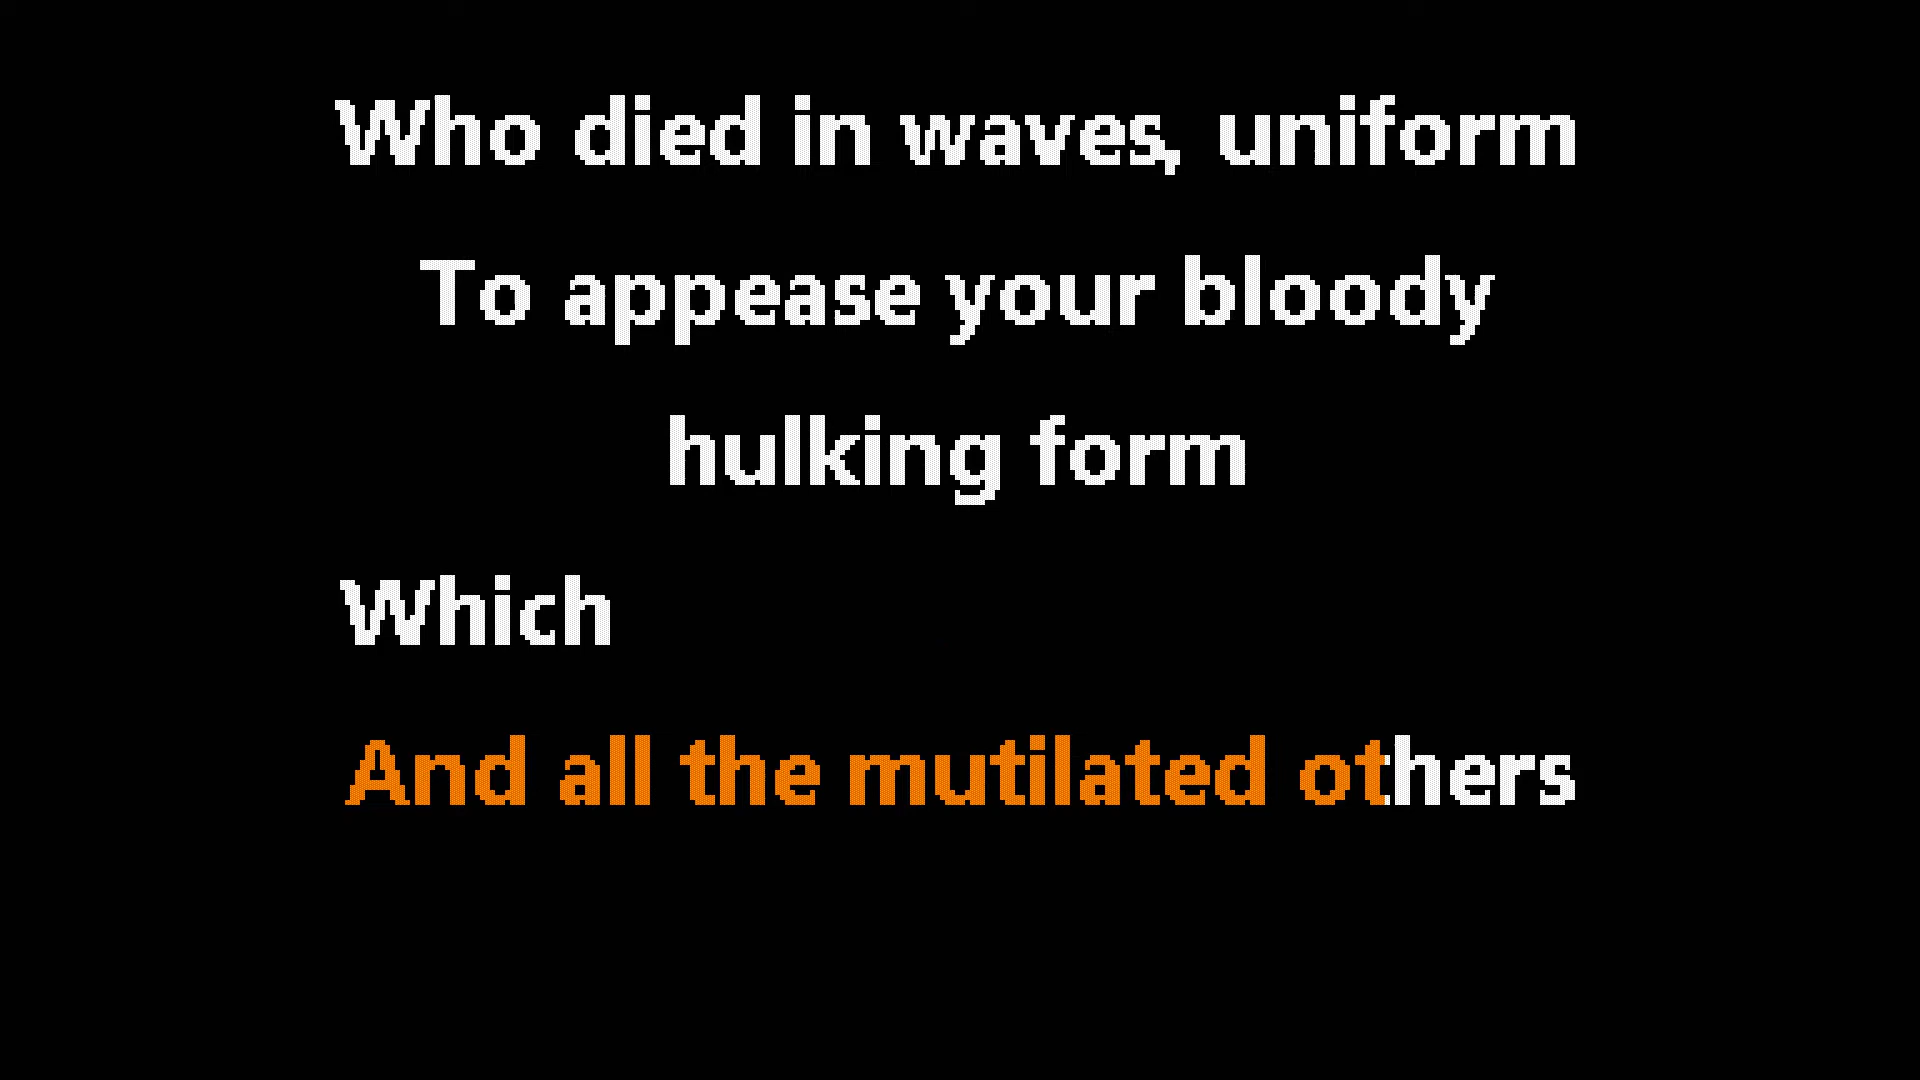 Who died in waves, uniform
To appease your bloody
hulking form
Which
And all the mutilated others